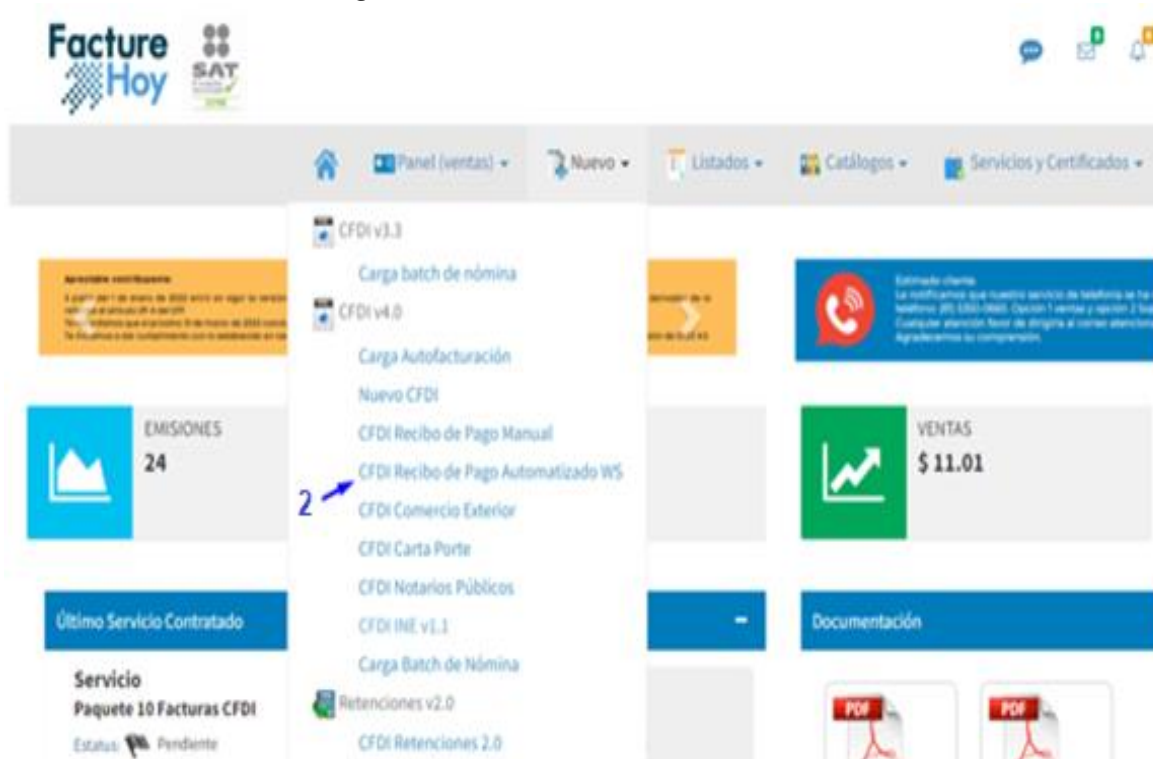 Facture
Hoy
SAT
Panel (ventas)
Nuevo
Listados
Catálogos
Servicios y Certificados
CFDI v3.3
Carga batch de nómina
CFDI v4.0
Carga Autofacturación
Nuevo CFDI
CFDI Recibo de Pago Manual
CFDI Recibo de Pago Automatizado WS
2
CFDI Comercio Exterior
CFDI Carta Porte
CFDI Notarios Públicos
CFDI INE v1.1
Carga Batch de Nómina
Retenciones v2.0
CFDI Retenciones 2.0
Apreciable contribuyente
Estimado cliente
EMISIONES
24
VENTAS
$ 11.01
Último Servicio Contratado
Documentación
Servicio
Paquete 10 Facturas CFDI
Estatus: Pendiente
PDF
PDF